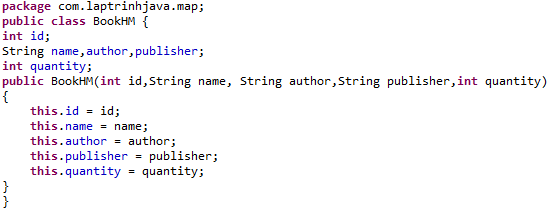 package com.laptrinhjava.map;
public class BookHM {
int id;
String name,author,publisher;
int quantity;
public BookHM(int id,String name, String author,String publisher,int quantity)
{
    this.id = id;
    this.name = name;
    this.author = author;
    this.publisher = publisher;
    this.quantity = quantity;
}
}